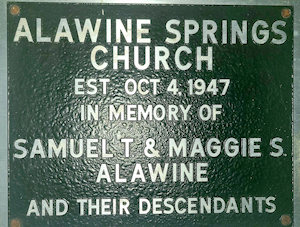 ALAWINE SPRINGS
CHURCH
EST. OCT 4, 1947
IN MEMORY OF
SAMUEL T & MAGGIE S.
ALAWINE
AND THEIR DESCENDANTS